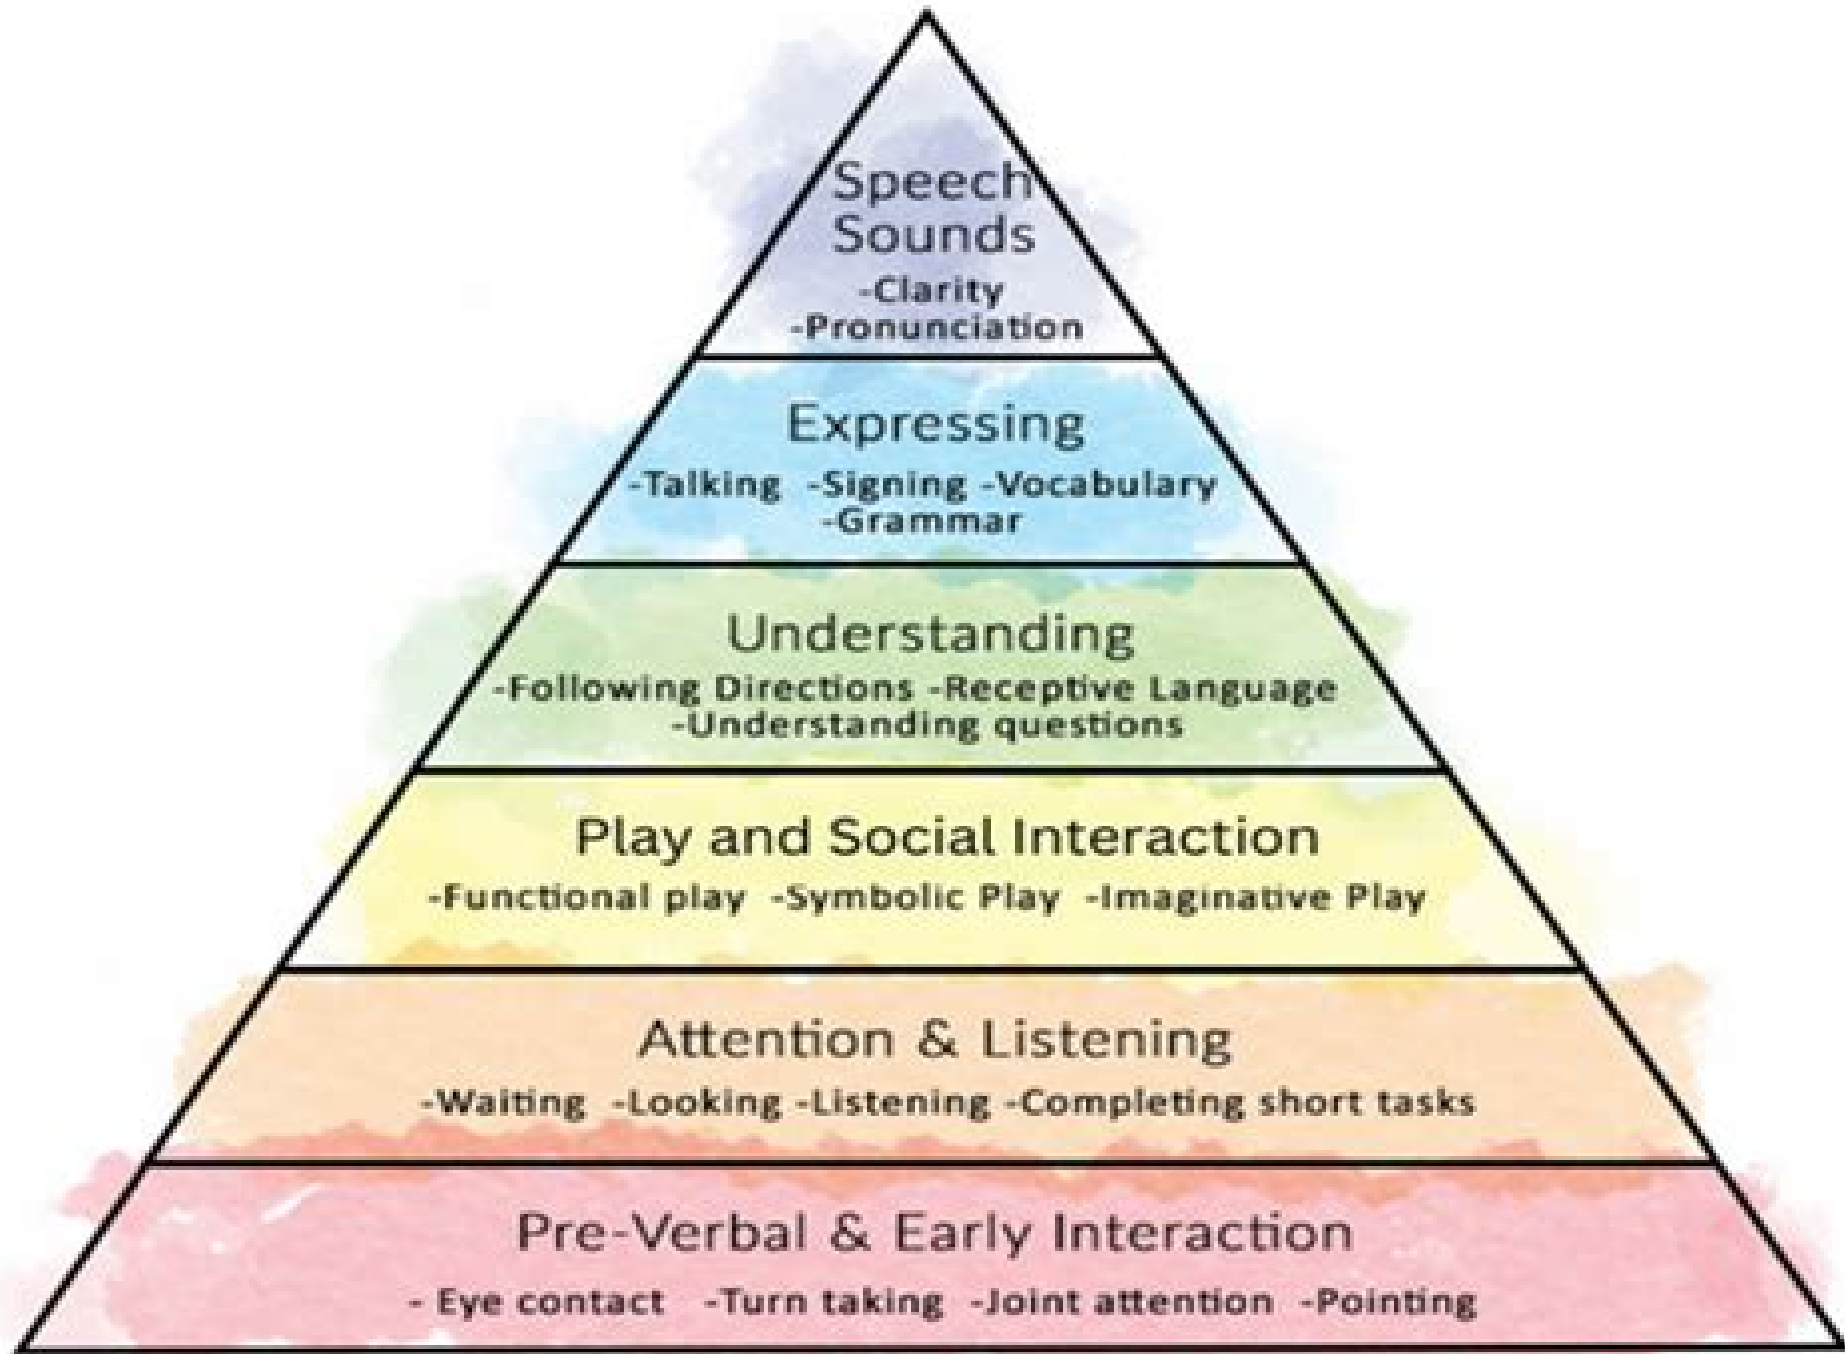 Speech
Sounds
-Clarity
-Pronunciation
Expressing
-Talking -Signing -Vocabulary
-Grammar
Understanding
-Following Directions -Receptive Language
-Understanding questions
Play and Social Interaction
-Functional play -Symbolic Play -Imaginative Play
Attention & Listening
-Waiting -Looking -Listening -Completing short tasks
Pre-Verbal & Early Interaction
- Eye contact -Turn taking -Joint attention -Pointing